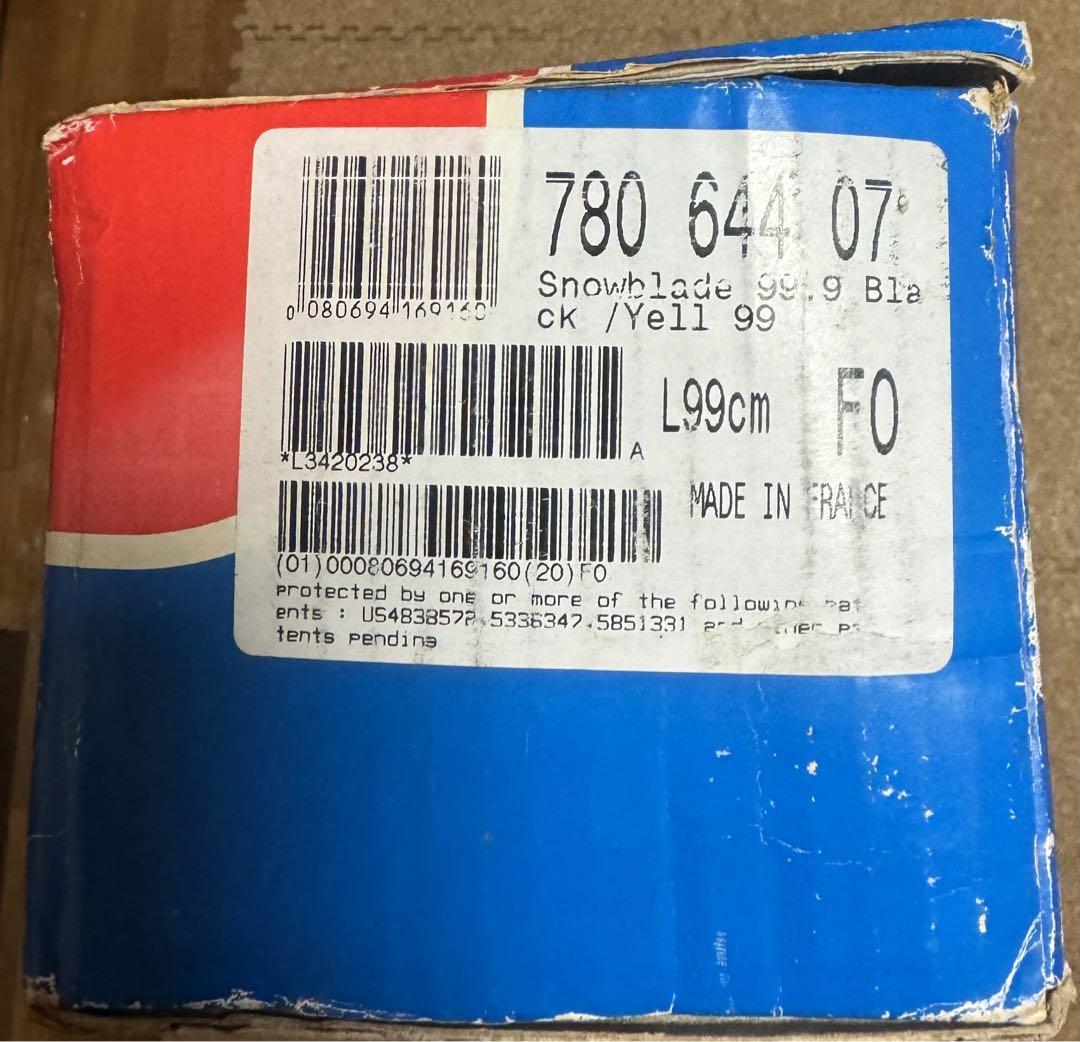 780 644 07
Snowblade 99.9 Bla
ck /Yell 99
0 080694 169160
L99cm F0
*L3420238*
A
MADE IN FRANCE
(01)00080694169160(20)F0
protected by one or more of the following pat
ents : US4838572,5336347,5851331 and other pa
tents pending